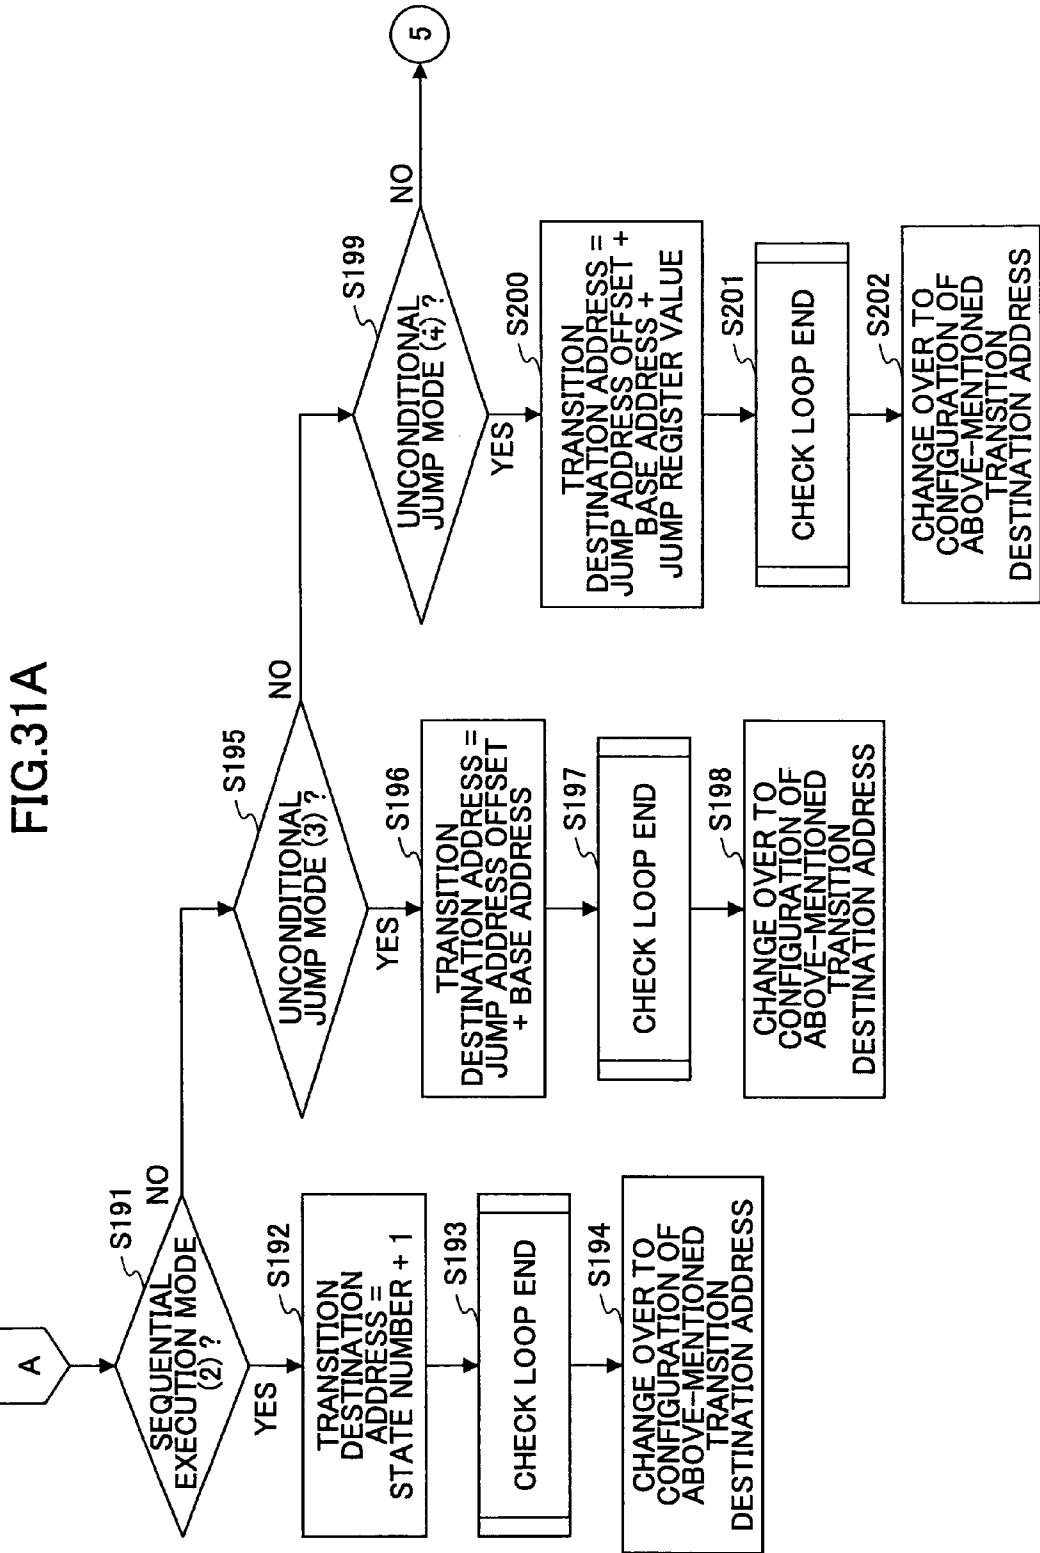 FIG.31A
A
SEQUENTIAL
EXECUTION MODE
(2)?
S191
NO
YES
TRANSITION
DESTINATION
ADDRESS =
STATE NUMBER + 1
S192
CHECK LOOP END
S193
CHANGE OVER TO
CONFIGURATION OF
ABOVE-MENTIONED
TRANSITION
DESTINATION ADDRESS
S194
UNCONDITIONAL
JUMP MODE (3)?
S195
NO
YES
TRANSITION
DESTINATION ADDRESS =
JUMP ADDRESS OFFSET
+ BASE ADDRESS
S196
CHECK LOOP END
S197
CHANGE OVER TO
CONFIGURATION OF
ABOVE-MENTIONED
TRANSITION
DESTINATION ADDRESS
S198
UNCONDITIONAL
JUMP MODE (4)?
S199
NO
YES
5
TRANSITION
DESTINATION ADDRESS =
JUMP ADDRESS OFFSET +
BASE ADDRESS +
JUMP REGISTER VALUE
S200
CHECK LOOP END
S201
CHANGE OVER TO
CONFIGURATION OF
ABOVE-MENTIONED
TRANSITION
DESTINATION ADDRESS
S202